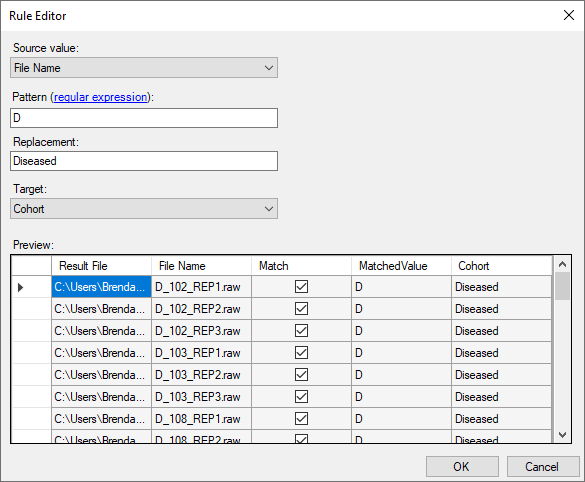 Rule Editor
Source value:
File Name
Pattern (regular expression):
D
Replacement:
Diseased
Target:
Cohort
Preview:
Result File File Name Match MatchedValue Cohort
C:\Users\Brenda... D_102_REP1.raw D Diseased
C:\Users\Brenda... D_102_REP2.raw D Diseased
C:\Users\Brenda... D_102_REP3.raw D Diseased
C:\Users\Brenda... D_103_REP1.raw D Diseased
C:\Users\Brenda... D_103_REP2.raw D Diseased
C:\Users\Brenda... D_103_REP3.raw D Diseased
C:\Users\Brenda... D_108_REP1.raw D Diseased
C:\Users\Brenda... D_108_REP2.raw D Diseased
OK Cancel